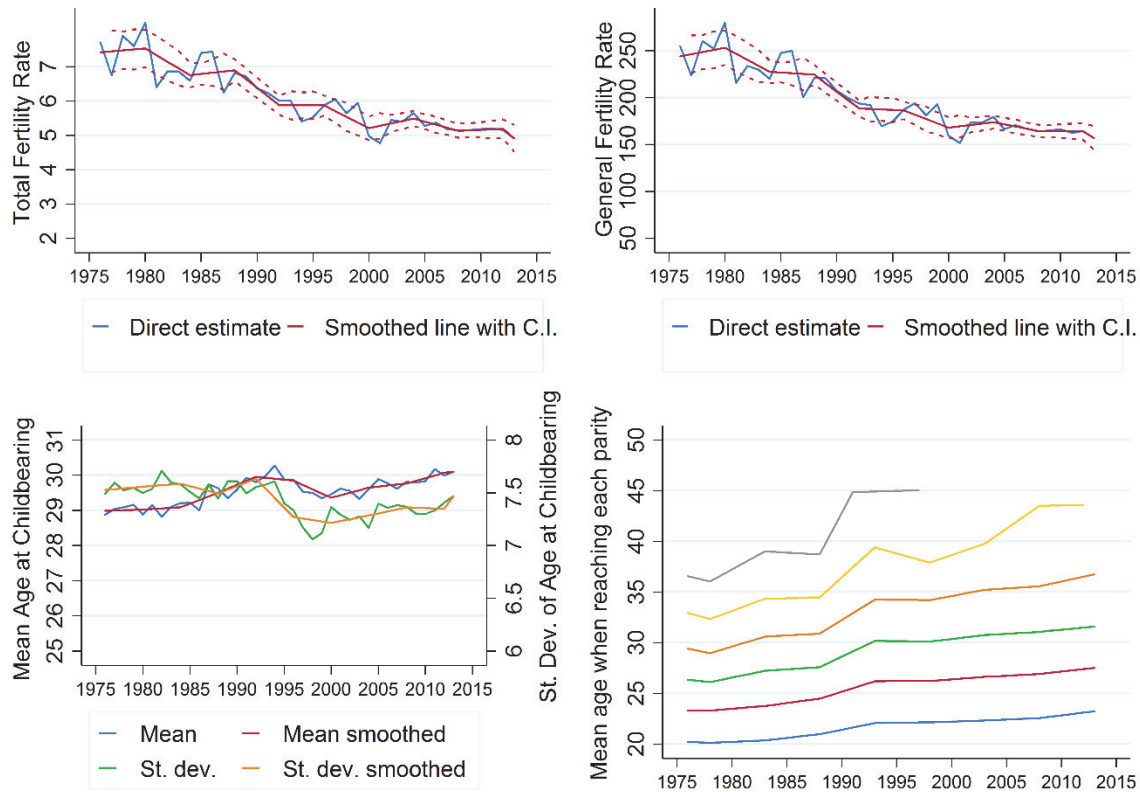 Total Fertility Rate
7
6
5
4
3
2
1975 1980 1985 1990 1995 2000 2005 2010 2015
Direct estimate Smoothed line with C.I.
General Fertility Rate
250
200
150
100
50
1975 1980 1985 1990 1995 2000 2005 2010 2015
Direct estimate Smoothed line with C.I.
Mean Age at Childbearing
31
30
29
28
27
26
25
St. Dev. of Age at Childbearing
8
7.5
7
6.5
6
1975 1980 1985 1990 1995 2000 2005 2010 2015
Mean Mean smoothed
St. dev. St. dev. smoothed
Mean age when reaching each parity
50
45
40
35
30
25
20
1975 1980 1985 1990 1995 2000 2005 2010 2015